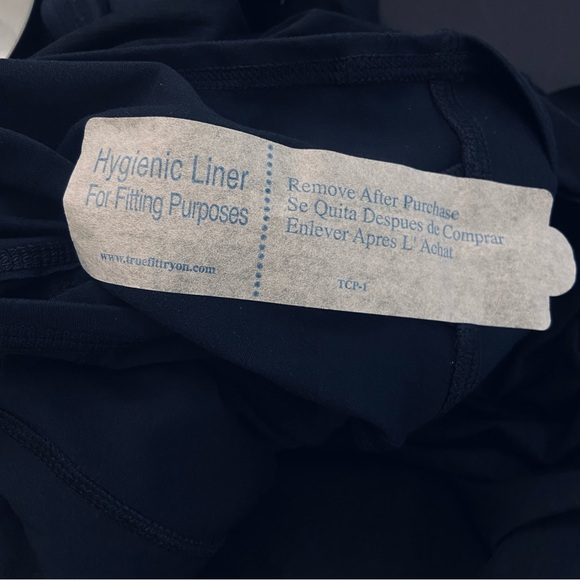 Hygienic Liner
For Fitting Purposes
www.truefittryon.com
Remove After Purchase
Se Quita Despues de Comprar
Enlever Apres L' Achat
TCP-1